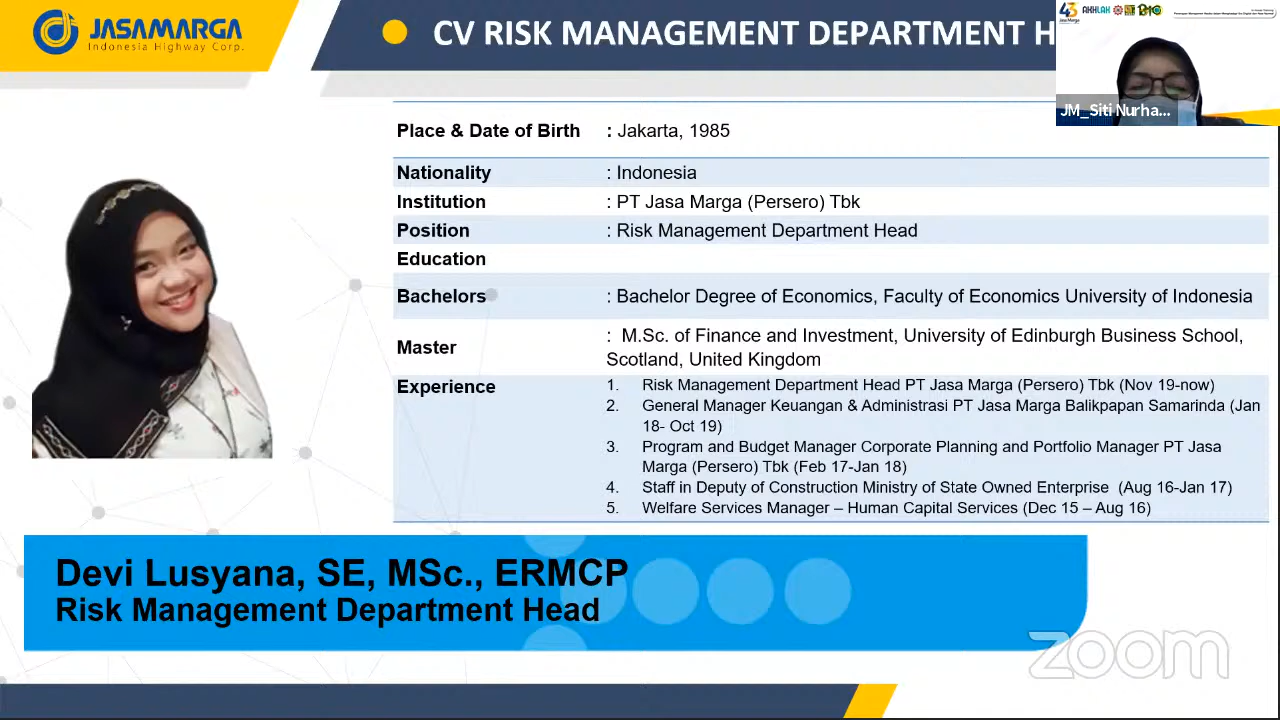 JASAMARGA
Indonesia Highway Corp.
CV RISK MANAGEMENT DEPARTMENT H
43
AKHLAK
JM_Siti Nurha...
Place & Date of Birth : Jakarta, 1985
Nationality : Indonesia
Institution : PT Jasa Marga (Persero) Tbk
Position : Risk Management Department Head
Education
Bachelors : Bachelor Degree of Economics, Faculty of Economics University of Indonesia
Master : M.Sc. of Finance and Investment, University of Edinburgh Business School,
Scotland, United Kingdom
Experience 1. Risk Management Department Head PT Jasa Marga (Persero) Tbk (Nov 19-now)
2. General Manager Keuangan & Administrasi PT Jasa Marga Balikpapan Samarinda (Jan
18- Oct 19)
3. Program and Budget Manager Corporate Planning and Portfolio Manager PT Jasa
Marga (Persero) Tbk (Feb 17-Jan 18)
4. Staff in Deputy of Construction Ministry of State Owned Enterprise (Aug 16-Jan 17)
5. Welfare Services Manager – Human Capital Services (Dec 15 – Aug 16)
Devi Lusyana, SE, MSc., ERMCP
Risk Management Department Head
zoom